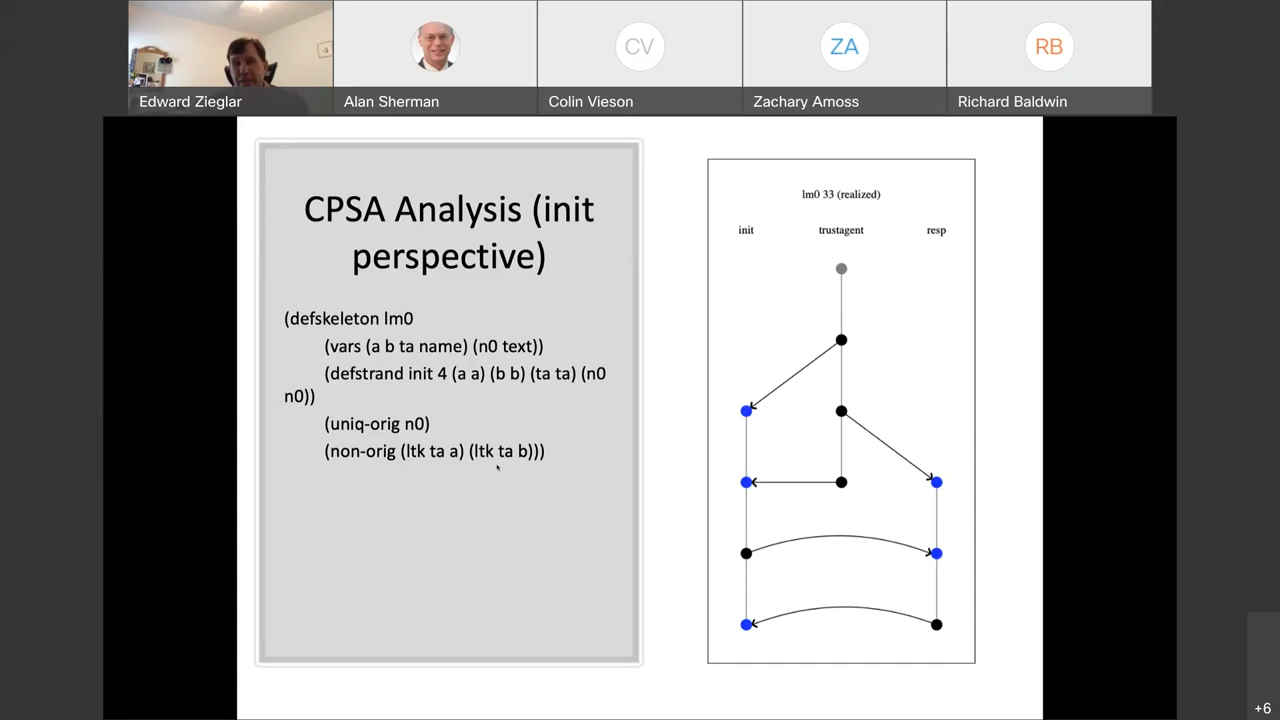 CV
ZA
RB
Edward Zieglar
Alan Sherman
Colin Vieson
Zachary Amoss
Richard Baldwin
CPSA Analysis (init
perspective)
(defskeleton lm0
(vars (a b ta name) (n0 text))
(defstrand init 4 (a a) (b b) (ta ta) (n0
n0))
(uniq-orig n0)
(non-orig (ltk ta a) (ltk ta b)))
lm0 33 (realized)
init
trustagent
resp
+6